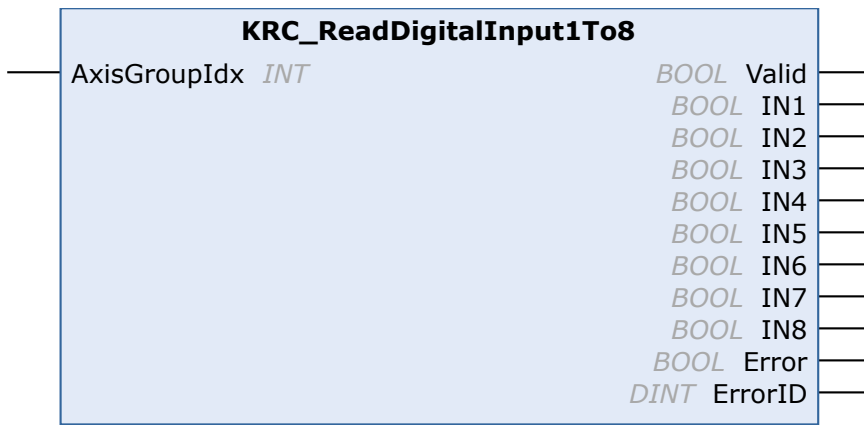 KRC_ReadDigitalInput1To8
AxisGroupIdx INT BOOL Valid
BOOL IN1
BOOL IN2
BOOL IN3
BOOL IN4
BOOL IN5
BOOL IN6
BOOL IN7
BOOL IN8
BOOL Error
DINT ErrorID